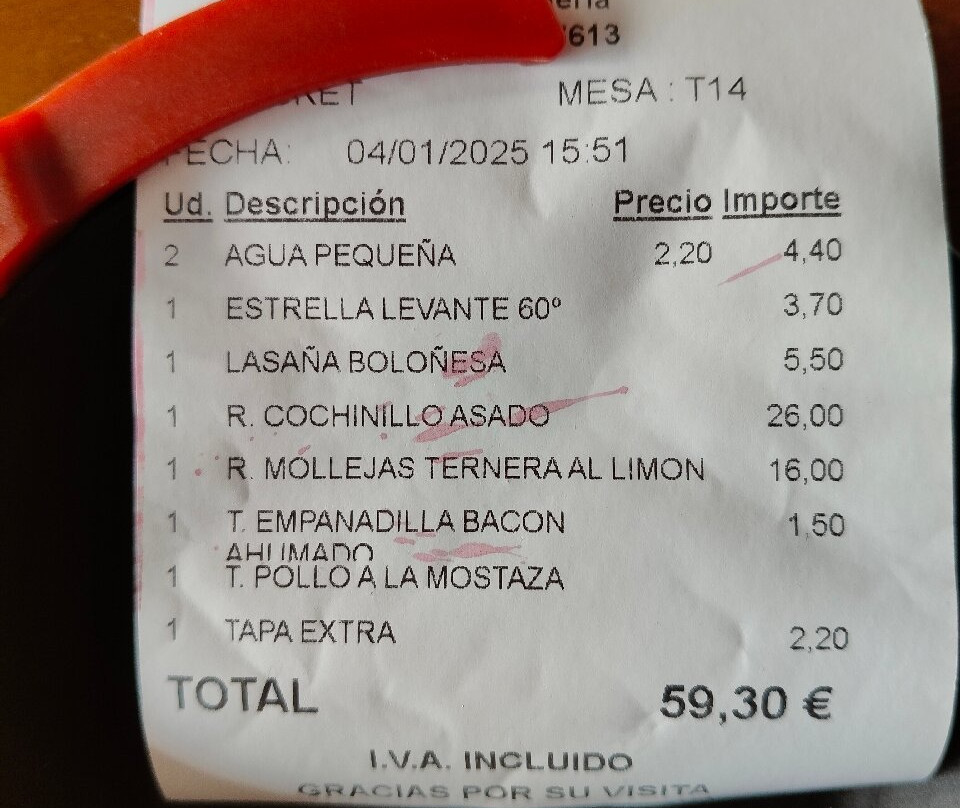 613
MESA : T14
FECHA: 04/01/2025 15:51
Ud. Descripción Precio Importe
2 AGUA PEQUEÑA 2,20 4,40
1 ESTRELLA LEVANTE 60º 3,70
1 LASAÑA BOLOÑESA 5,50
1 R. COCHINILLO ASADO 26,00
1 R. MOLLEJAS TERNERA AL LIMON 16,00
1 T. EMPANADILLA BACON 1,50
AHUMADO
1 T. POLLO A LA MOSTAZA
1 TAPA EXTRA 2,20
TOTAL 59,30 €
I.V.A. INCLUIDO
GRACIAS POR SU VISITA